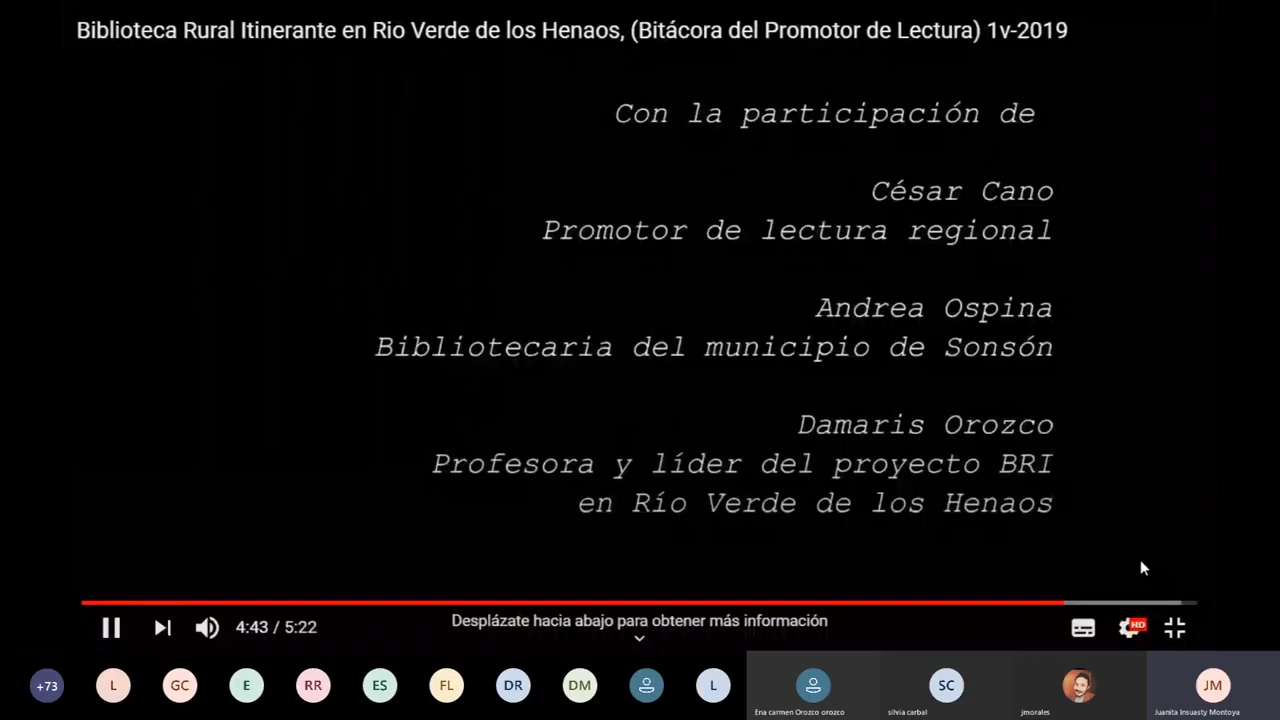 Biblioteca Rural Itinerante en Rio Verde de los Henaos, (Bitácora del Promotor de Lectura) 1v-2019
Con la participación de
César Cano
Promotor de lectura regional
Andrea Ospina
Bibliotecaria del municipio de Sonsón
Damaris Orozco
Profesora y líder del proyecto BRI
en Río Verde de los Henaos
4:43 / 5:22
Desplázate hacia abajo para obtener más información
HD
+73
L
GC
E
RR
ES
FL
DR
DM
L
SC
JM
Ena carmen Orozco orozco
silvia carbal
jmorales
Juanita Insuasty Montoya